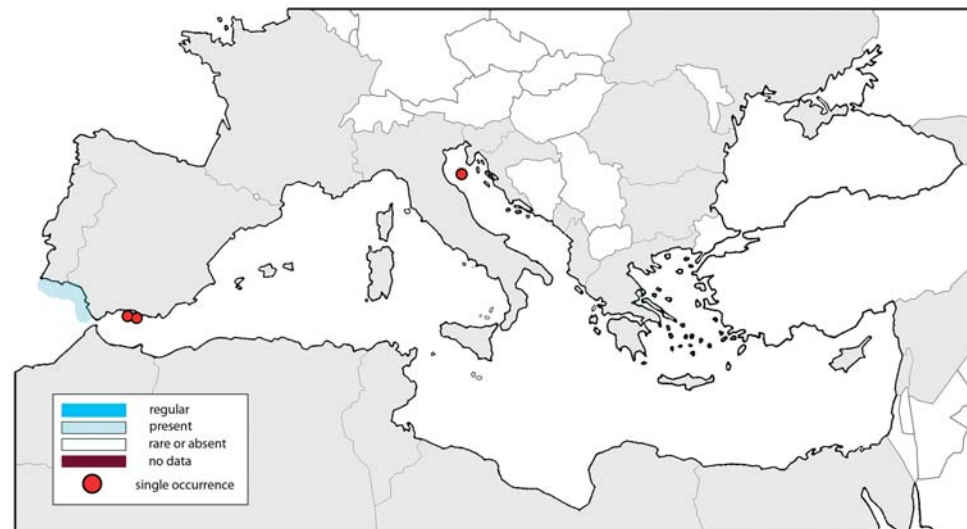 regular
present
rare or absent
no data
single occurrence